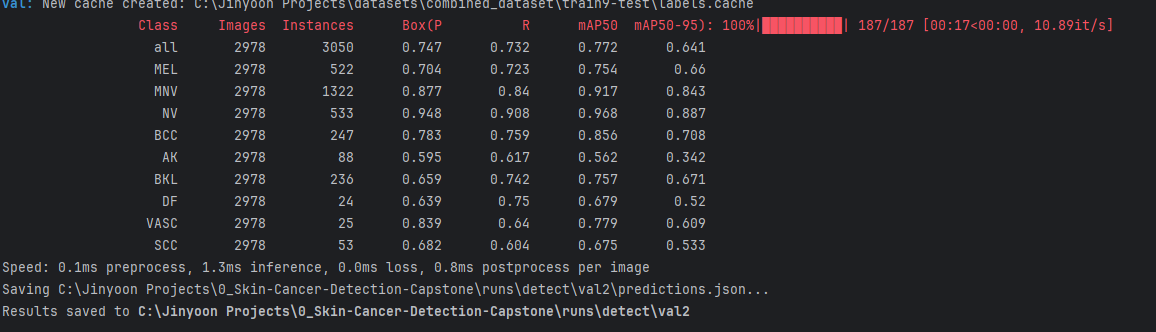 val: New cache created: C:\Jinyoon Projects\datasets\combined_dataset\train9-test\labels.cache
Class Images Instances Box(P R mAP50 mAP50-95): 100%|██████████| 187/187 [00:17<00:00, 10.89it/s]
all 2978 3050 0.747 0.732 0.772 0.641
MEL 2978 522 0.704 0.723 0.754 0.66
MNV 2978 1322 0.877 0.84 0.917 0.843
NV 2978 533 0.948 0.908 0.968 0.887
BCC 2978 247 0.783 0.759 0.856 0.708
AK 2978 88 0.595 0.617 0.562 0.342
BKL 2978 236 0.659 0.742 0.757 0.671
DF 2978 24 0.639 0.75 0.679 0.52
VASC 2978 25 0.839 0.64 0.779 0.609
SCC 2978 53 0.682 0.604 0.675 0.533
Speed: 0.1ms preprocess, 1.3ms inference, 0.0ms loss, 0.8ms postprocess per image
Saving C:\Jinyoon Projects\0_Skin-Cancer-Detection-Capstone\runs\detect\val2\predictions.json...
Results saved to C:\Jinyoon Projects\0_Skin-Cancer-Detection-Capstone\runs\detect\val2